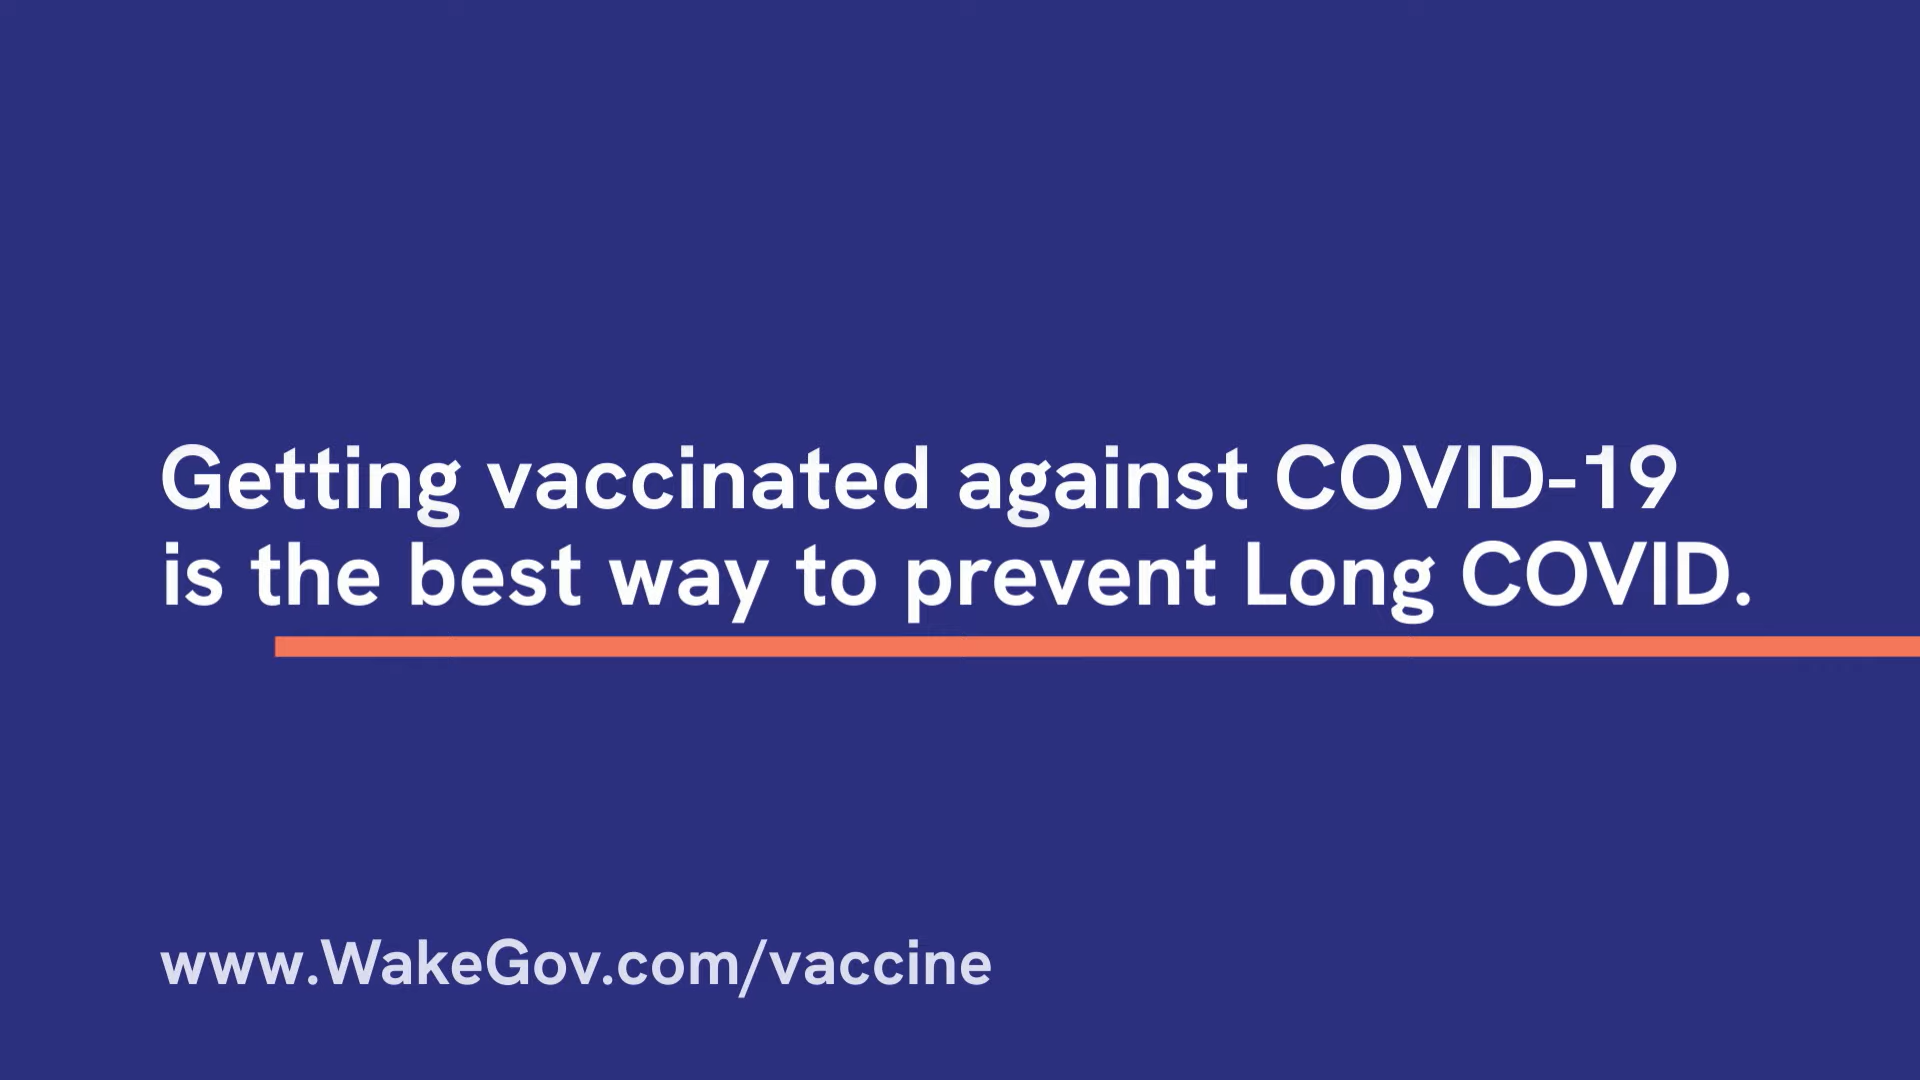 Getting vaccinated against COVID-19
is the best way to prevent Long COVID.
www.WakeGov.com/vaccine